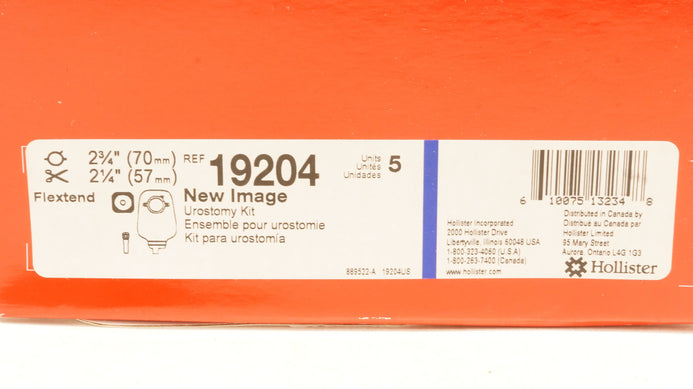 2¾" (70mm) REF 19204
2¼" (57mm)
Units
Unités
Unidades
5
Flextend
New Image
Urostomy Kit
Ensemble pour urostomie
Kit para urostomía
889522-A 19204US
Hollister Incorporated
2000 Hollister Drive
Libertyville, Illinois 60048 USA
1-800-323-4060 (U.S.A)
1-800-263-7400 (Canada)
www.hollister.com
6 10075 13234 8
Distributed in Canada by
Distribué au Canada par
Hollister Limited
95 Mary Street
Aurora, Ontario L4G 1G3
Hollister